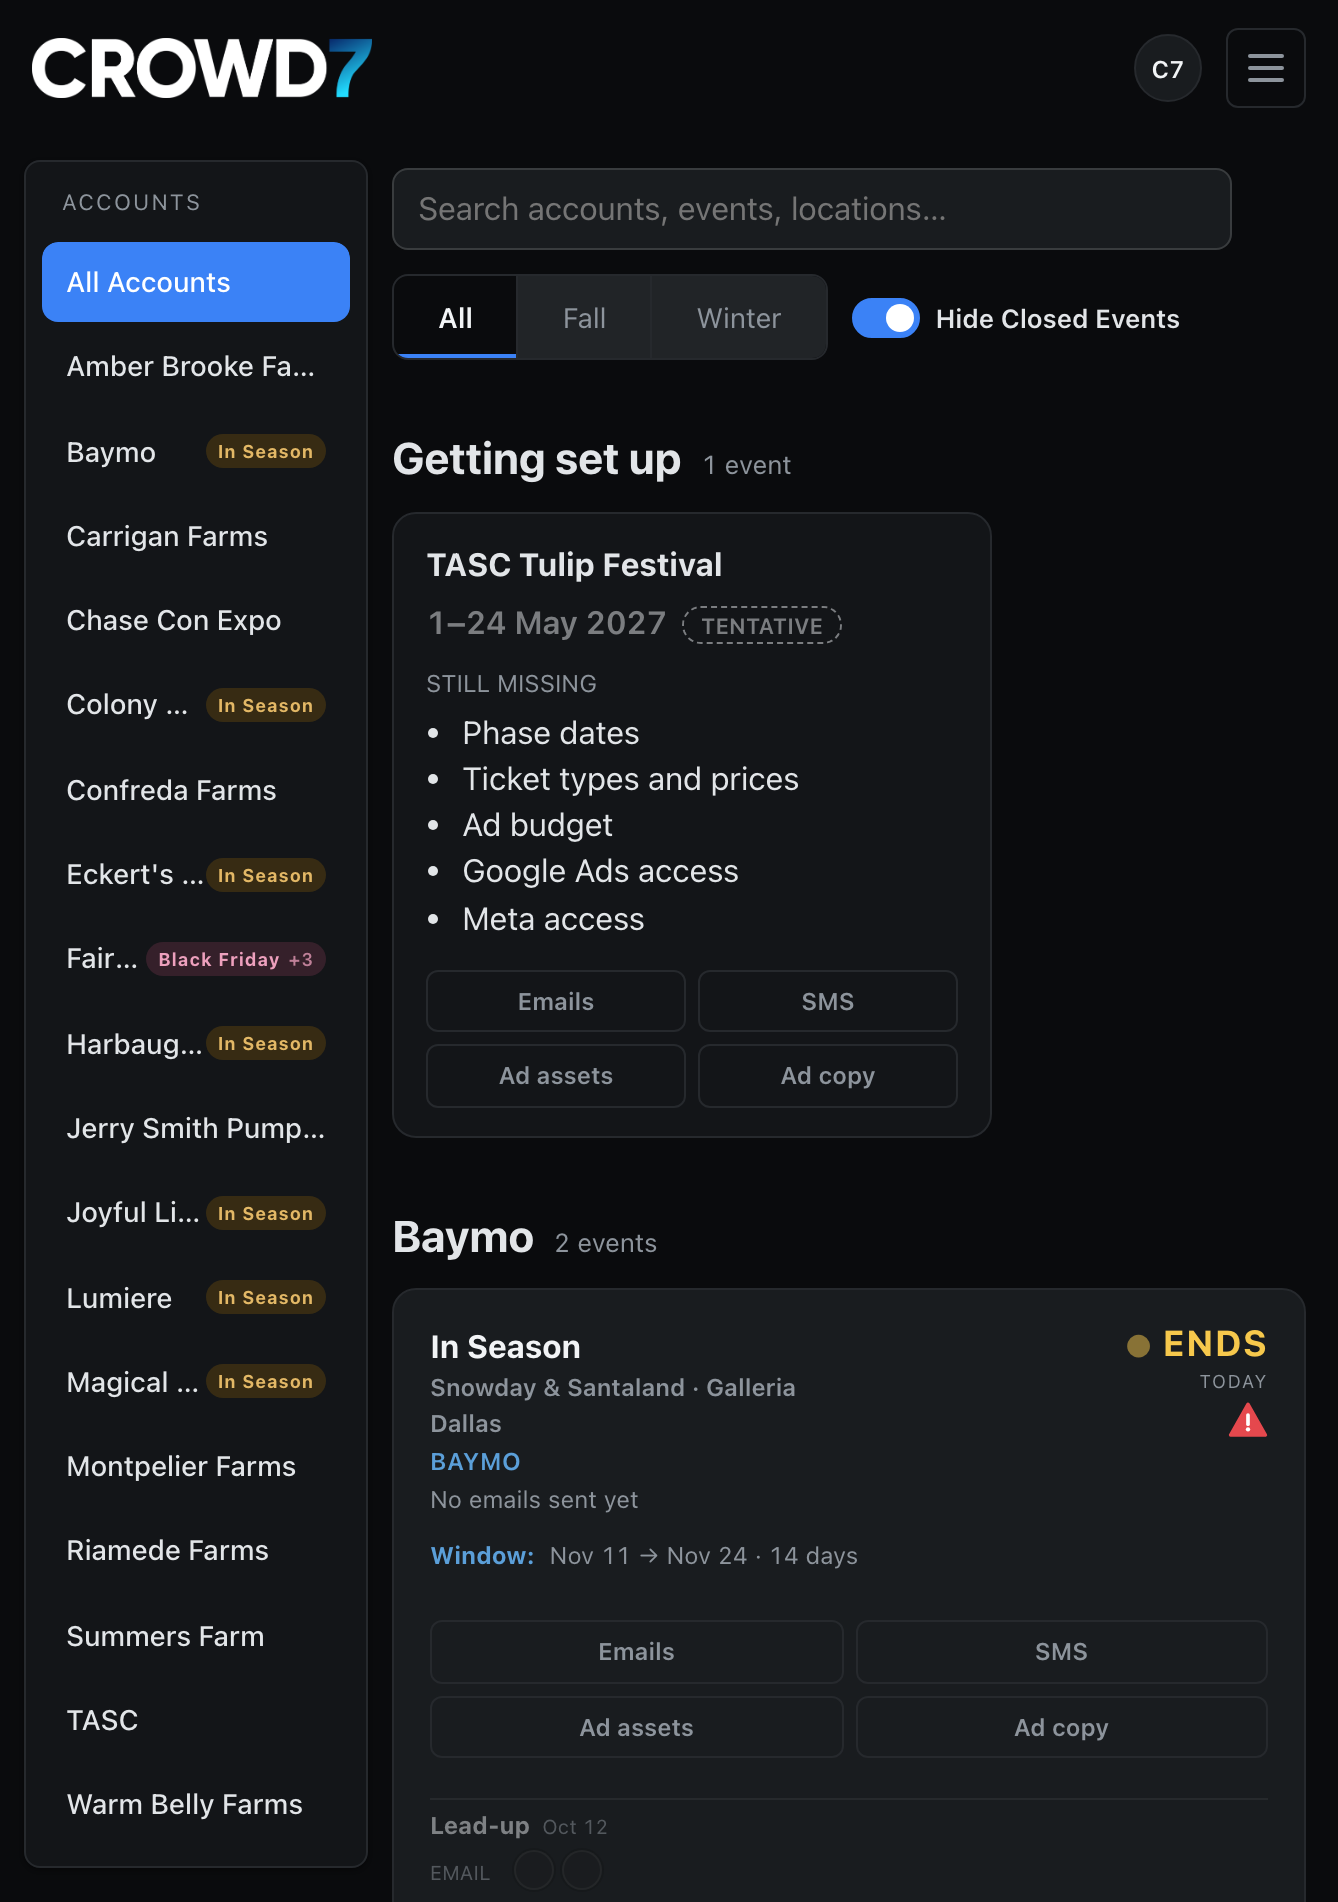 CROWD7
C7
ACCOUNTS
All Accounts
Amber Brooke Fa...
Baymo In Season
Carrigan Farms
Chase Con Expo
Colony ... In Season
Confreda Farms
Eckert's ... In Season
Fair... Black Friday +3
Harbaug... In Season
Jerry Smith Pump...
Joyful Li... In Season
Lumiere In Season
Magical ... In Season
Montpelier Farms
Riamede Farms
Summers Farm
TASC
Warm Belly Farms
Search accounts, events, locations...
All Fall Winter Hide Closed Events
Getting set up 1 event
TASC Tulip Festival
1–24 May 2027 TENTATIVE
STILL MISSING
• Phase dates
• Ticket types and prices
• Ad budget
• Google Ads access
• Meta access
Emails SMS
Ad assets Ad copy
Baymo 2 events
In Season ENDS
TODAY
Snowday & Santaland · Galleria
Dallas
BAYMO
No emails sent yet
Window: Nov 11 → Nov 24 · 14 days
Emails SMS
Ad assets Ad copy
Lead-up Oct 12
EMAIL